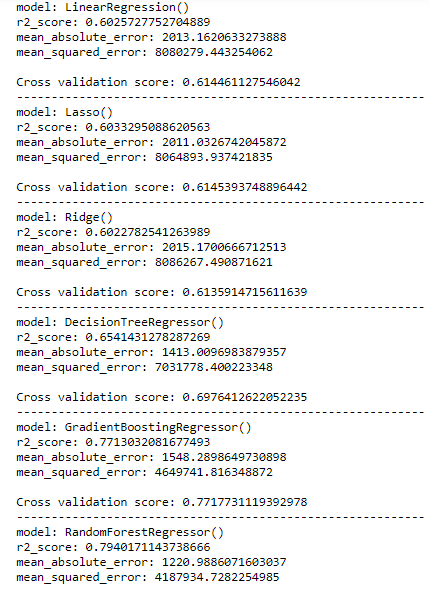 model: LinearRegression()
r2_score: 0.6025727752704889
mean_absolute_error: 2013.1620633273888
mean_squared_error: 8080279.443254062
Cross validation score: 0.614461127546042
----------------------------------------------------------
model: Lasso()
r2_score: 0.6033295088620563
mean_absolute_error: 2011.0326742045872
mean_squared_error: 8064893.937421835
Cross validation score: 0.6145393748896442
----------------------------------------------------------
model: Ridge()
r2_score: 0.6022782541263989
mean_absolute_error: 2015.1700666712513
mean_squared_error: 8086267.490871621
Cross validation score: 0.6135914715611639
----------------------------------------------------------
model: DecisionTreeRegressor()
r2_score: 0.6541431278287269
mean_absolute_error: 1413.0096983879357
mean_squared_error: 7031778.400223348
Cross validation score: 0.6976412622052235
----------------------------------------------------------
model: GradientBoostingRegressor()
r2_score: 0.7713032081677493
mean_absolute_error: 1548.2898649730898
mean_squared_error: 4649741.816348872
Cross validation score: 0.7717731119392978
----------------------------------------------------------
model: RandomForestRegressor()
r2_score: 0.7940171143738666
mean_absolute_error: 1220.9886071603037
mean_squared_error: 4187934.7282254985